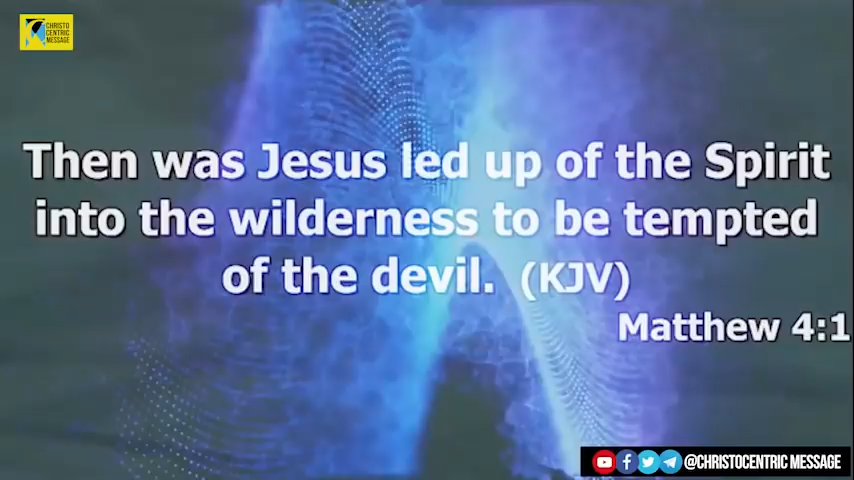 CHRISTO
CENTRIC
MESSAGE
Then was Jesus led up of the Spirit
into the wilderness to be tempted
of the devil. (KJV)
Matthew 4:1
@CHRISTOCENTRIC MESSAGE